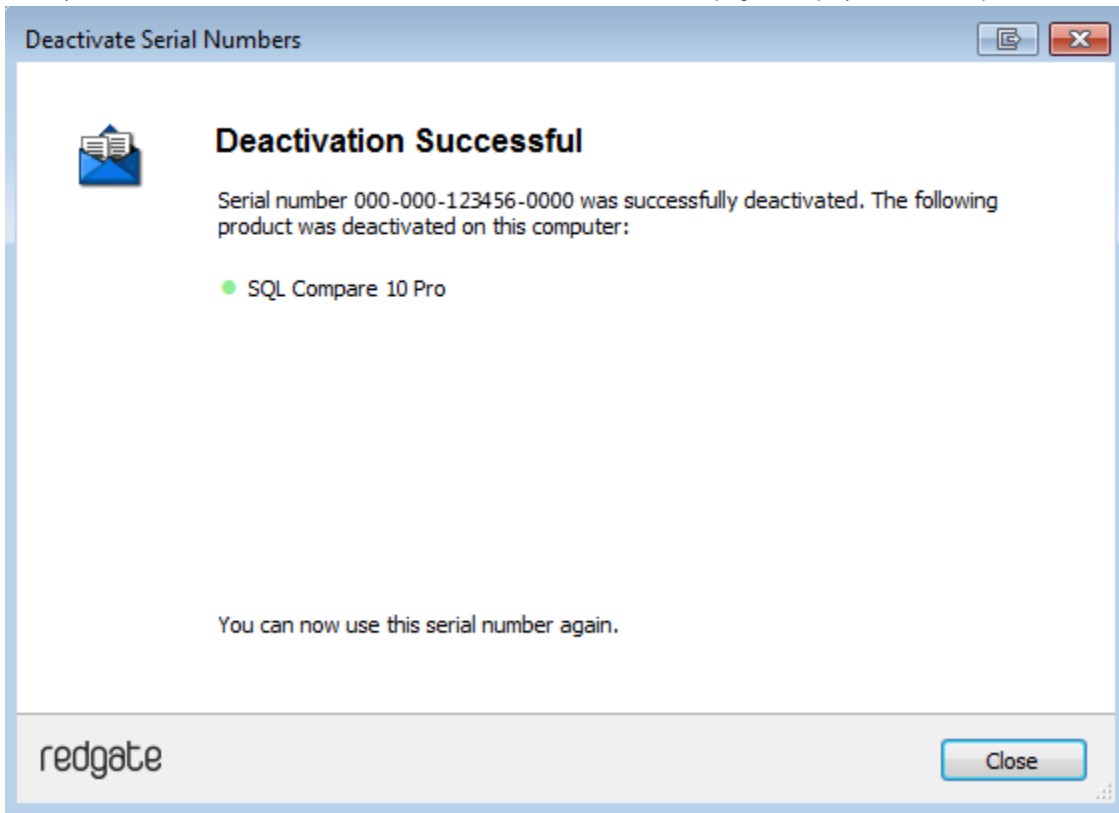 Deactivate Serial Numbers
Deactivation Successful
Serial number 000-000-123456-0000 was successfully deactivated. The following
product was deactivated on this computer:
SQL Compare 10 Pro
You can now use this serial number again.
redgate
Close